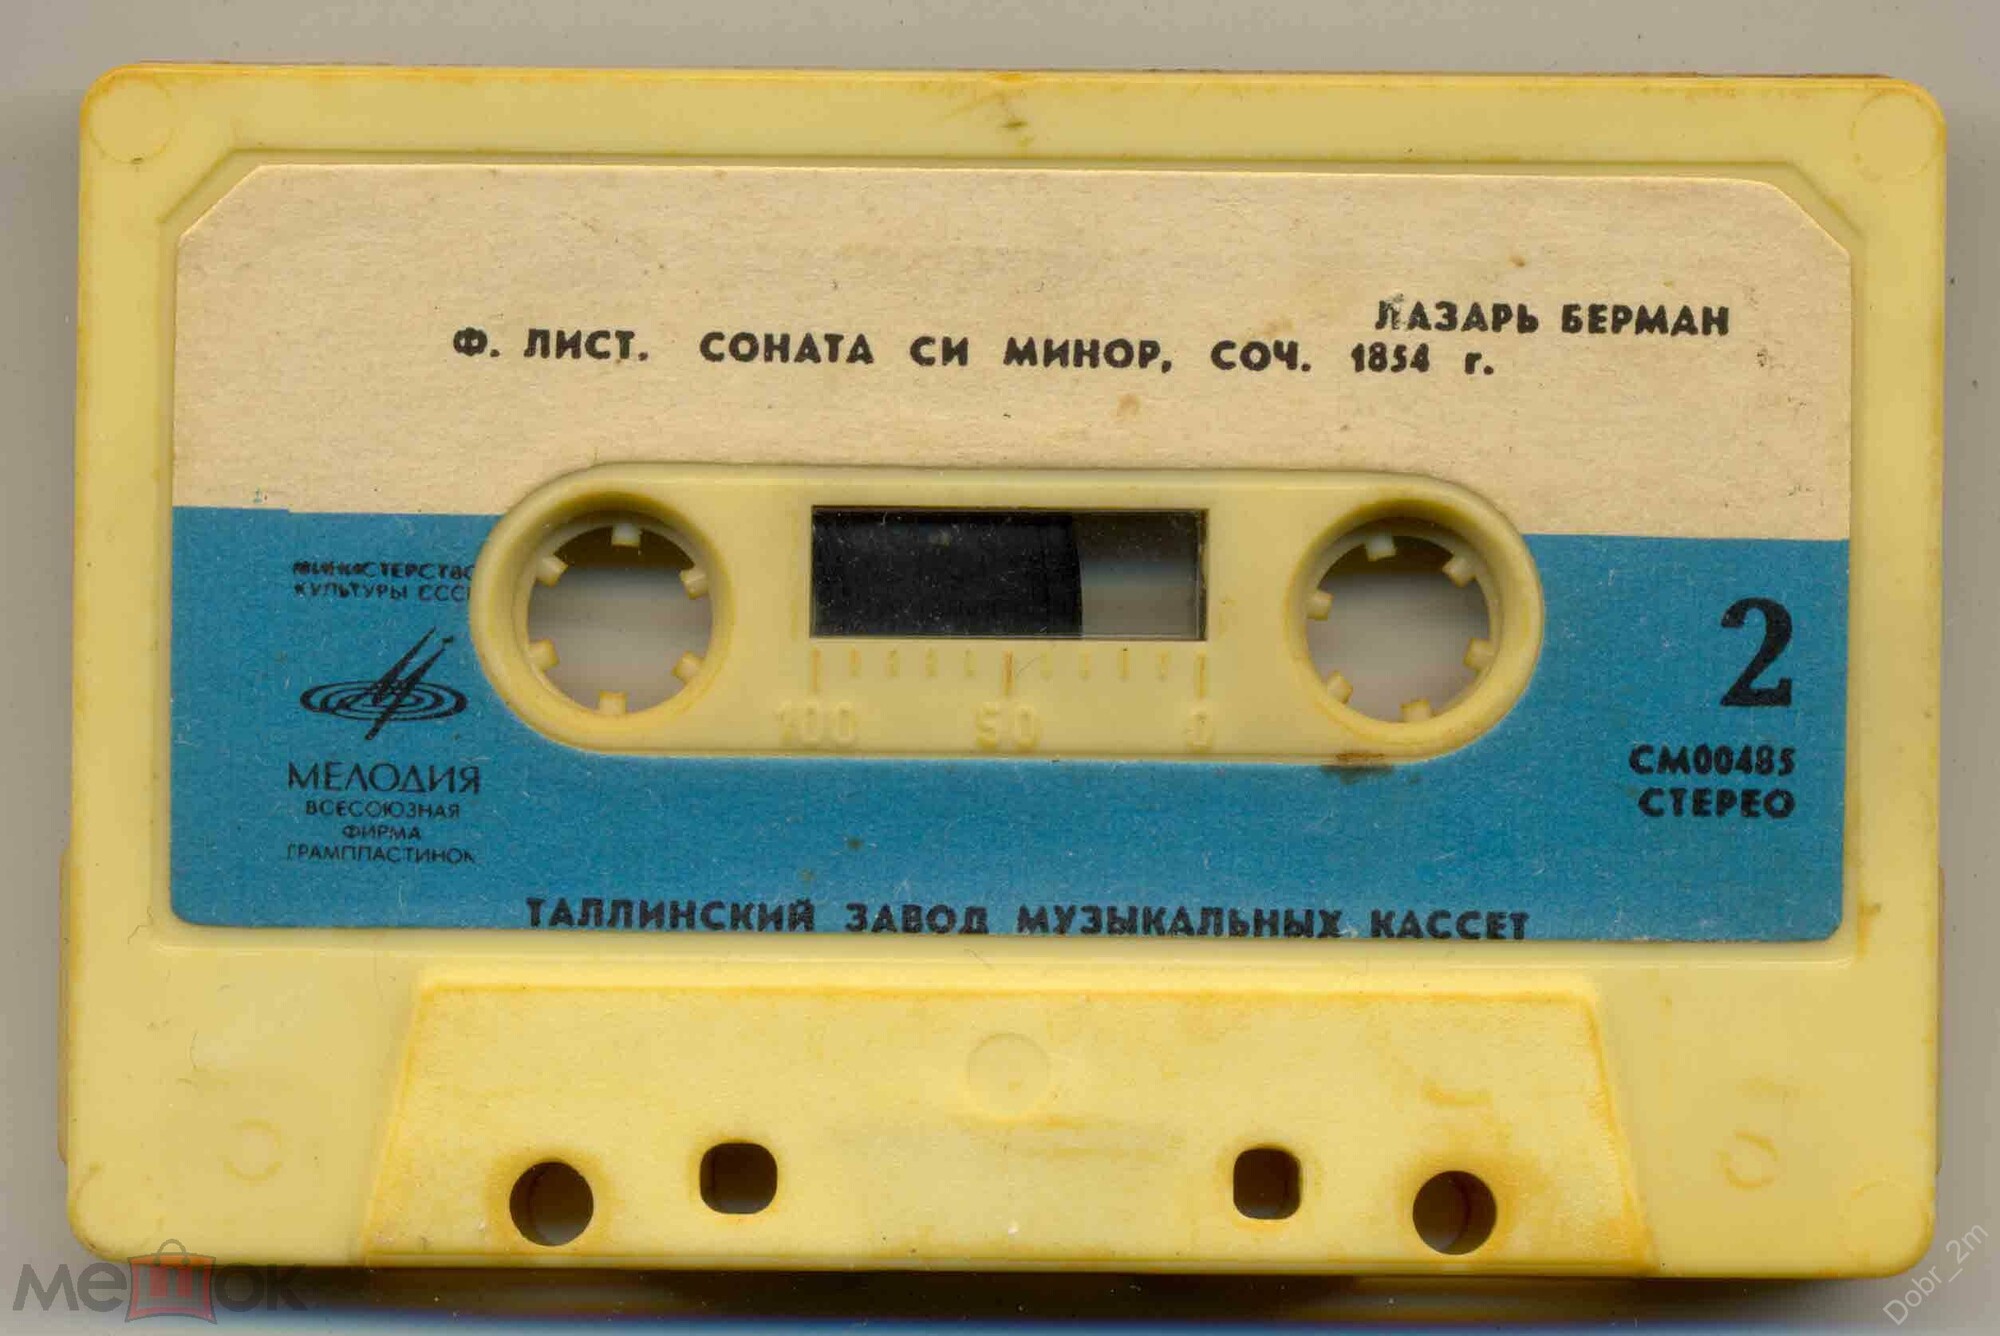 ЛАЗАРЬ БЕРМАН
Ф. ЛИСТ. СОНАТА СИ МИНОР, СОЧ. 1854 г.
МИНИСТЕРСТВО
КУЛЬТУРЫ СССР
МЕЛОДИЯ
ВСЕСОЮЗНАЯ
ФИРМА
ГРАМПЛАСТИНОК
100 50 0
2
СМ00485
СТЕРЕО
ТАЛЛИНСКИЙ ЗАВОД МУЗЫКАЛЬНЫХ КАССЕТ
мешок
Dobr_2m